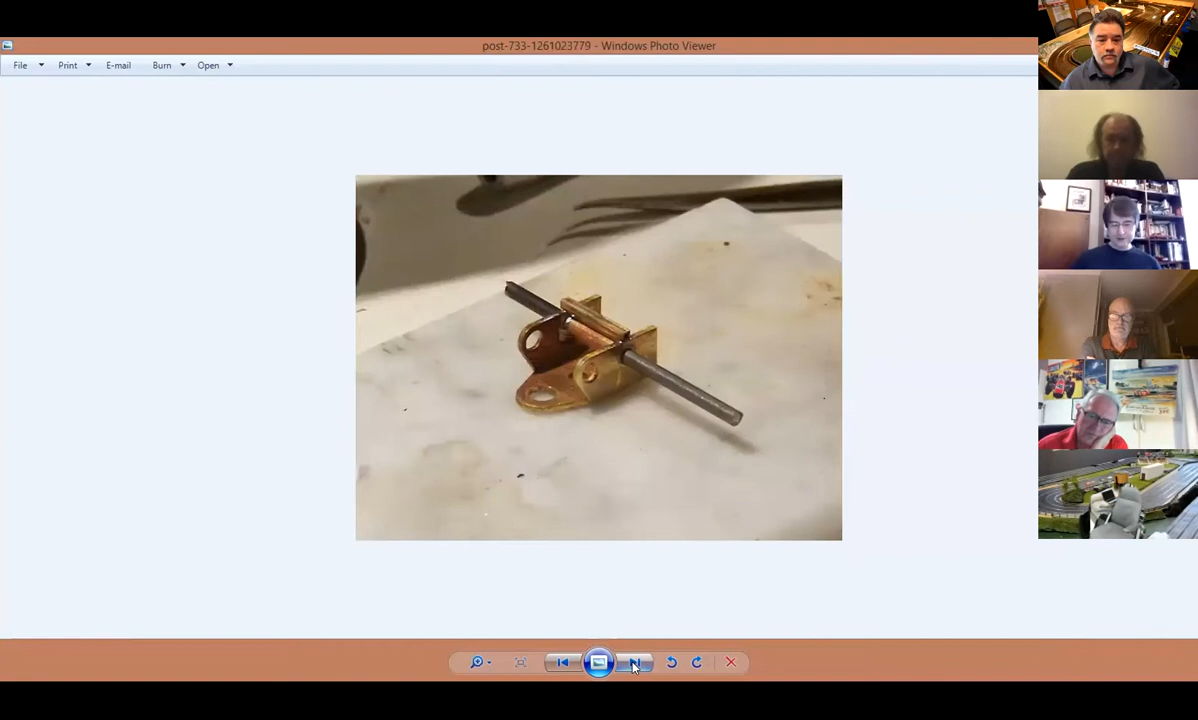 post-733-1261023779 - Windows Photo Viewer
File Print E-mail Burn Open